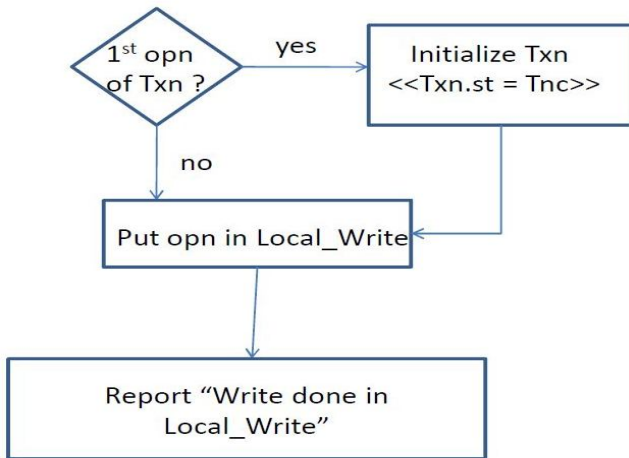 1st opn
of Txn ?
yes
Initialize Txn
<<Txn.st = Tnc>>
no
Put opn in Local_Write
Report “Write done in
Local_Write”